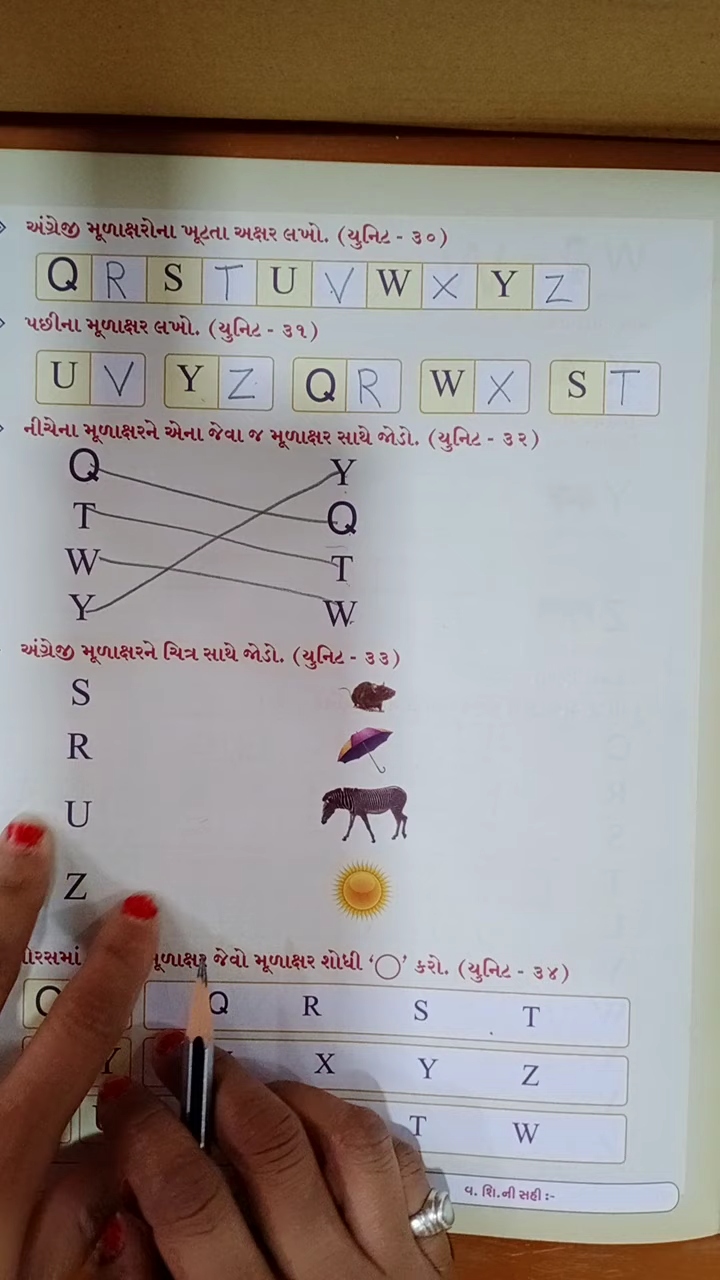 અંગ્રેજી મૂળાક્ષરોના ખૂટતા અક્ષર લખો. (યુનિટ - ૩૦)
Q R S T U V W X Y Z
પછીના મૂળાક્ષર લખો. (યુનિટ - ૩૧)
U V Y Z Q R W X S T
નીચેના મૂળાક્ષરને એના જેવા જ મૂળાક્ષર સાથે જોડો. (યુનિટ - ૩૨)
Q Y
T Q
W T
Y W
અંગ્રેજી મૂળાક્ષરને ચિત્ર સાથે જોડો. (યુનિટ - ૩૩)
S
R
U
Z
મૂળાક્ષર જેવો મૂળાક્ષર શોધી ‘○’ કરો. (યુનિટ - ૩૪)
Q Q R S T
Y X Y Z
T W
વ. શિ.ની સહી :-